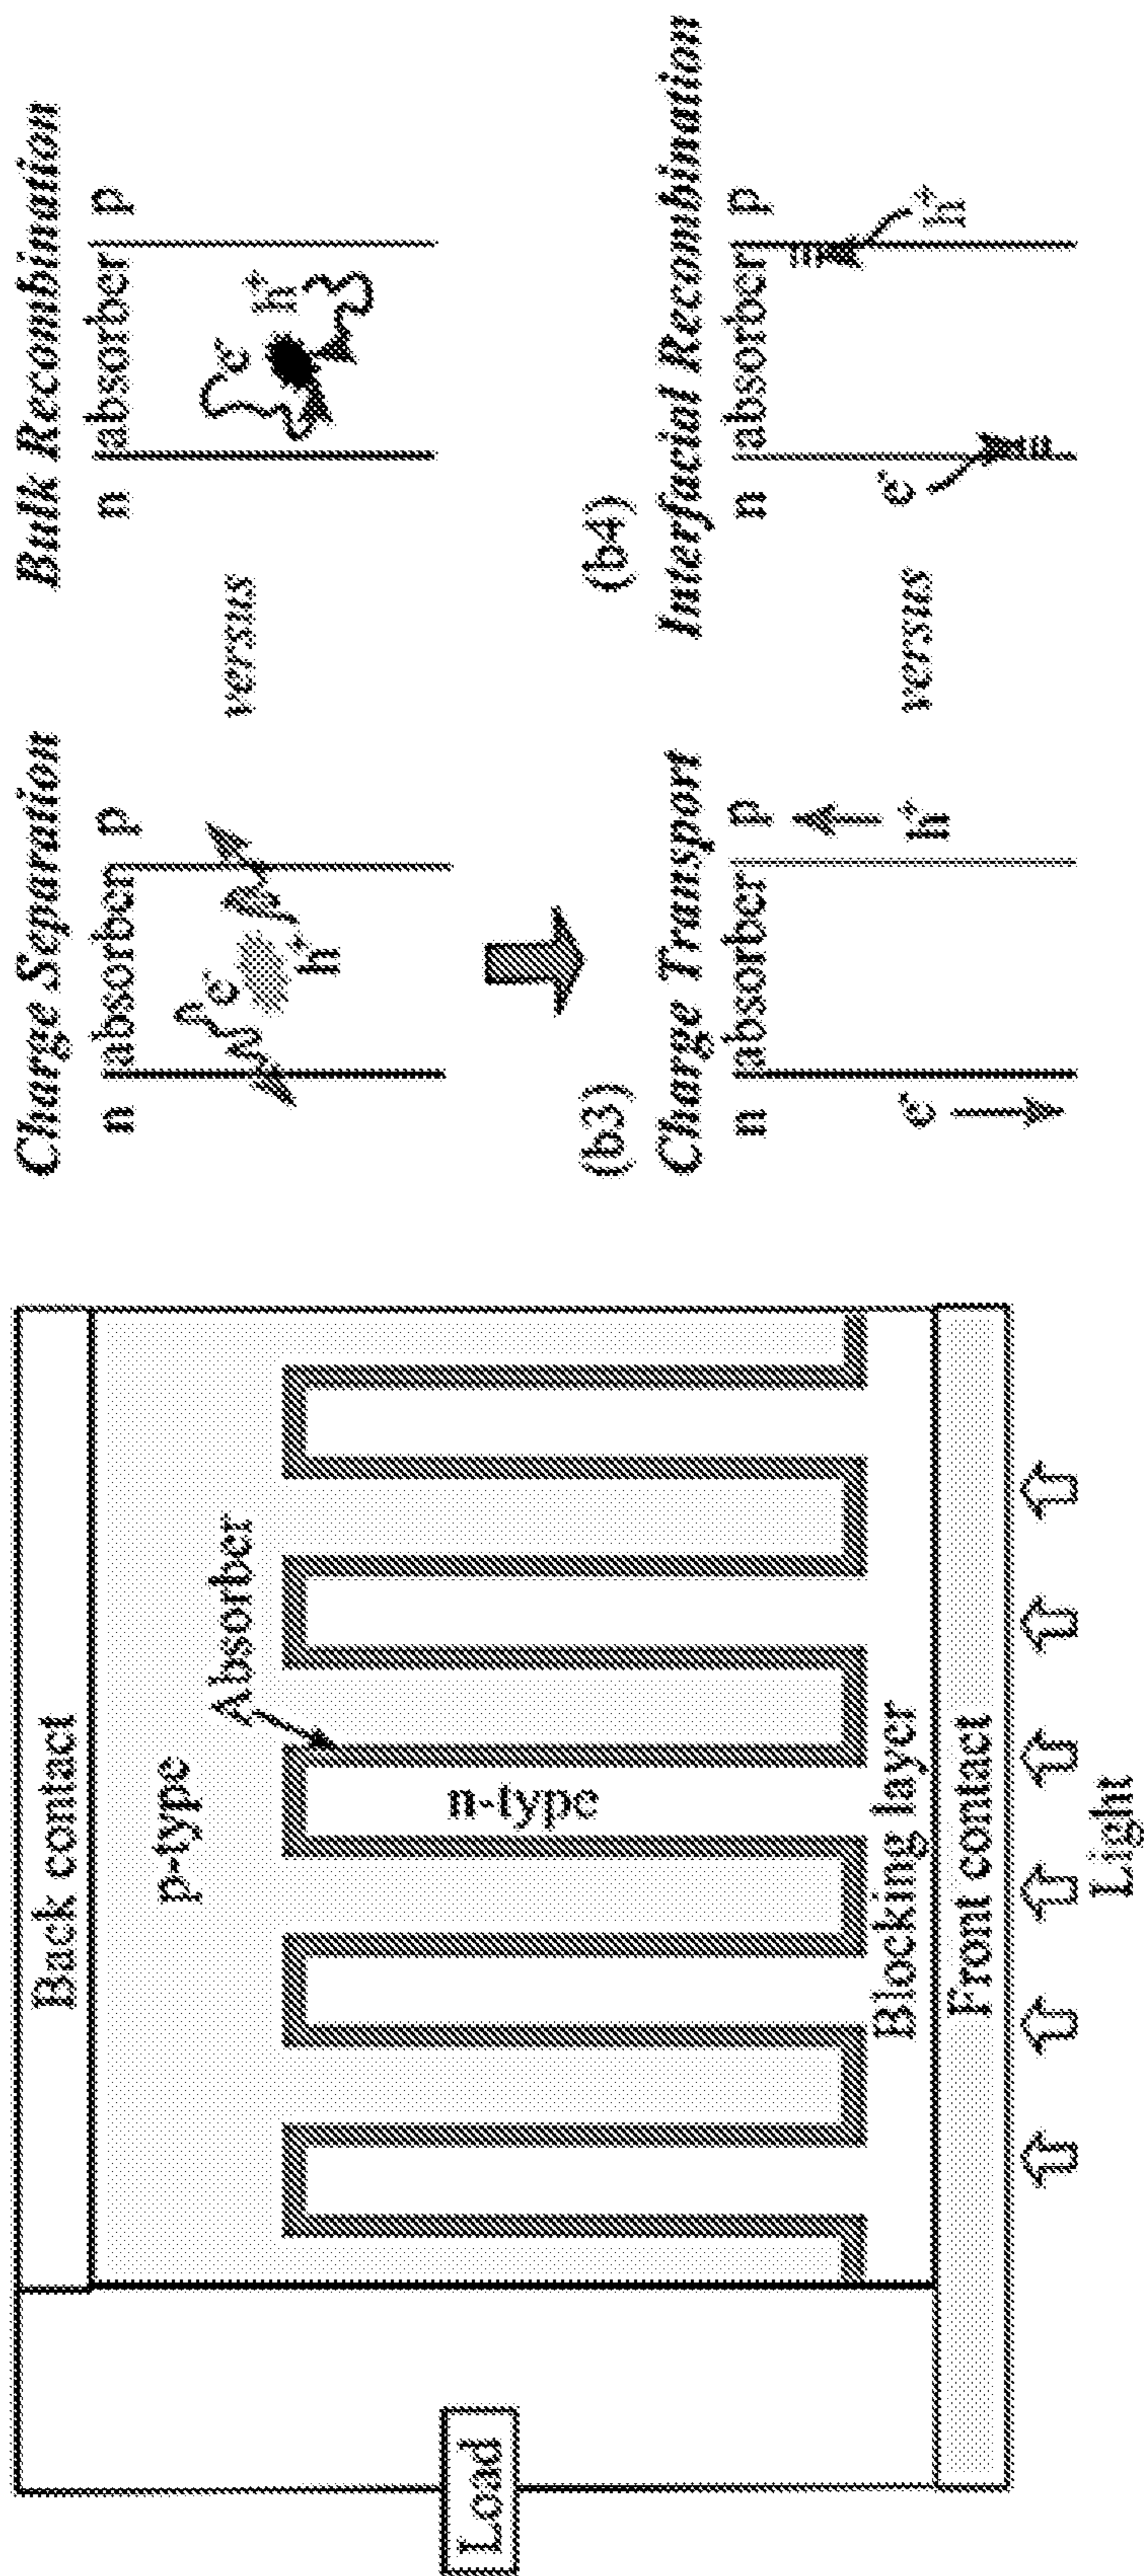 Back contact
p-type
Absorber
n-type
Blocking layer
Front contact
Light
Load
Charge Separation
n absorber p
e-
h+
versus
Bulk Recombination
n absorber p
e-
h+
(b3)
Charge Transport
n absorber p
e-
h+
versus
(b4)
Interfacial Recombination
n absorber p
e-
h+